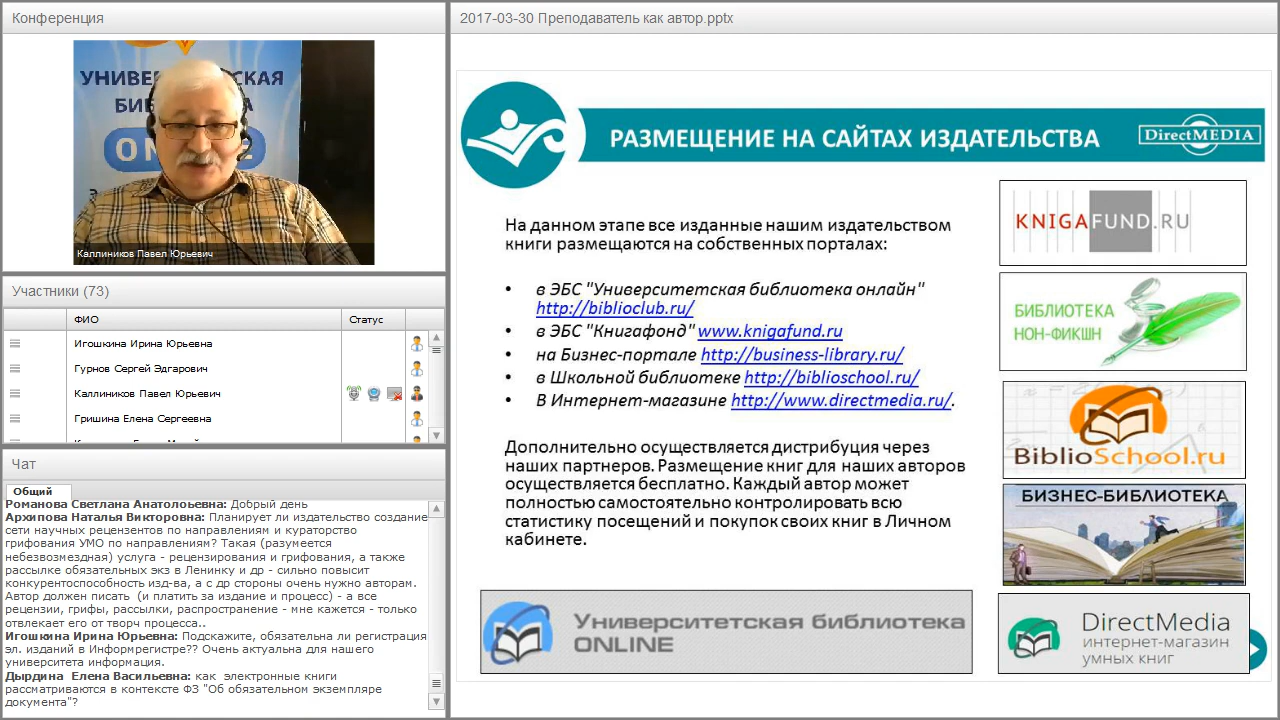 Конференция
УНИВЕ СКАЯ
БИБ А
ON E
Каллиников Павел Юрьевич
Участники (73)
ФИО Статус
Игошкина Ирина Юрьевна
Гурнов Сергей Эдгарович
Каллиников Павел Юрьевич
Гришина Елена Сергеевна
Чат
Общий
Романова Светлана Анатолоьевна: Добрый день
Архипова Наталья Викторовна: Планирует ли издательство создание
сети научных рецензентов по направлениям и кураторство
грифования УМО по направлениям? Такая (разумется
небезвозмездная) услуга - рецензирования и грифования, а также
рассылке обязательных экз в Ленинку и др - сильно повысит
конкурентоспособность изд-ва, а с др стороны очень нужно авторам.
Автор должен писать (и платить за издание и процесс) - а все
рецензии, грифы, рассылки, распространение - мне кажется - только
отвлекает его от творч процесса..
Игошкина Ирина Юрьевна: Подскажите, обязательна ли регистрация
эл. изданий в Информрегистре?? Очень актуальна для нашего
университета информация.
Дырдина Елена Васильевна: как электронные книги
рассматриваются в контексте ФЗ "Об обязательном экземпляре
документа"?
2017-03-30 Преподаватель как автор.pptx
РАЗМЕЩЕНИЕ НА САЙТАХ ИЗДАТЕЛЬСТВА
DirectMEDIA
На данном этапе все изданные нашим издательством
книги размещаются на собственных порталах:
• в ЭБС "Университетская библиотека онлайн"
http://biblioclub.ru/
• в ЭБС "Книгафонд" www.knigafund.ru
• на Бизнес-портале http://business-library.ru/
• в Школьной библиотеке http://biblioschool.ru/
• В Интернет-магазине http://www.directmedia.ru/.
Дополнительно осуществляется дистрибуция через
наших партнеров. Размещение книг для наших авторов
осуществляется бесплатно. Каждый автор может
полностью самостоятельно контролировать всю
статистику посещений и покупок своих книг в Личном
кабинете.
KNIGAFUND.RU
БИБЛИОТЕКА
НОН-ФИКШН
BiblioSchool.ru
БИЗНЕС-БИБЛИОТЕКА
Университетская библиотека
ONLINE
DirectMedia
интернет-магазин
умных книг